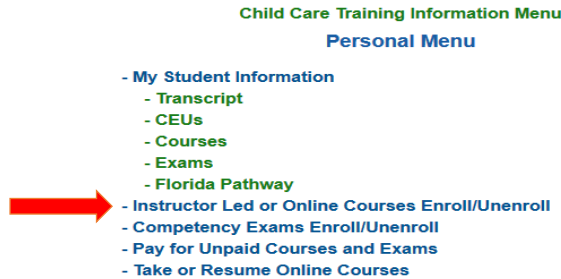 Child Care Training Information Menu
Personal Menu
- My Student Information
- Transcript
- CEUs
- Courses
- Exams
- Florida Pathway
- Instructor Led or Online Courses Enroll/Unenroll
- Competency Exams Enroll/Unenroll
- Pay for Unpaid Courses and Exams
- Take or Resume Online Courses